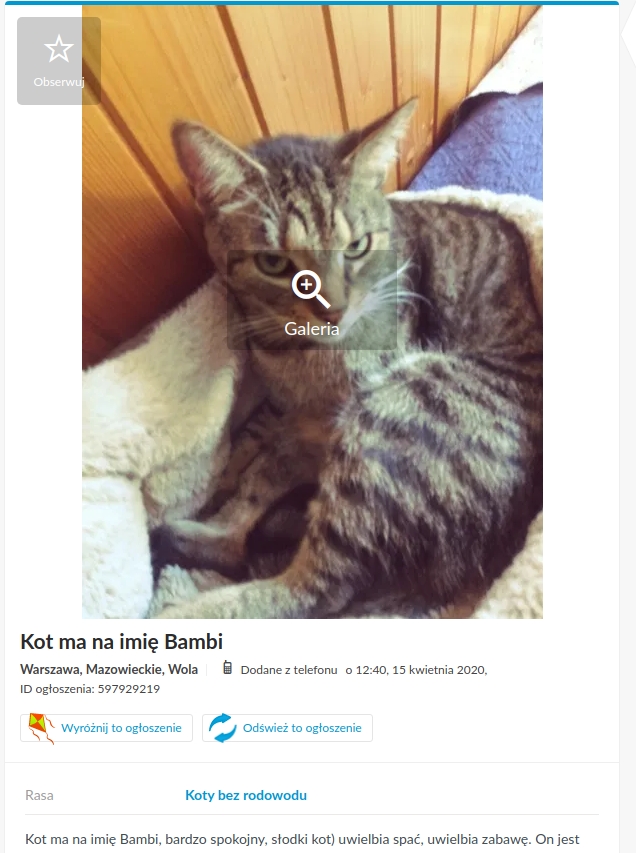 Obserwuj
Galeria
Kot ma na imię Bambi
Warszawa, Mazowieckie, Wola Dodane z telefonu o 12:40, 15 kwietnia 2020,
ID ogłoszenia: 597929219
Wyróżnij to ogłoszenie Odśwież to ogłoszenie
Rasa Koty bez rodowodu
Kot ma na imię Bambi, bardzo spokojny, słodki kot) uwielbia spać, uwielbia zabawę. On jest